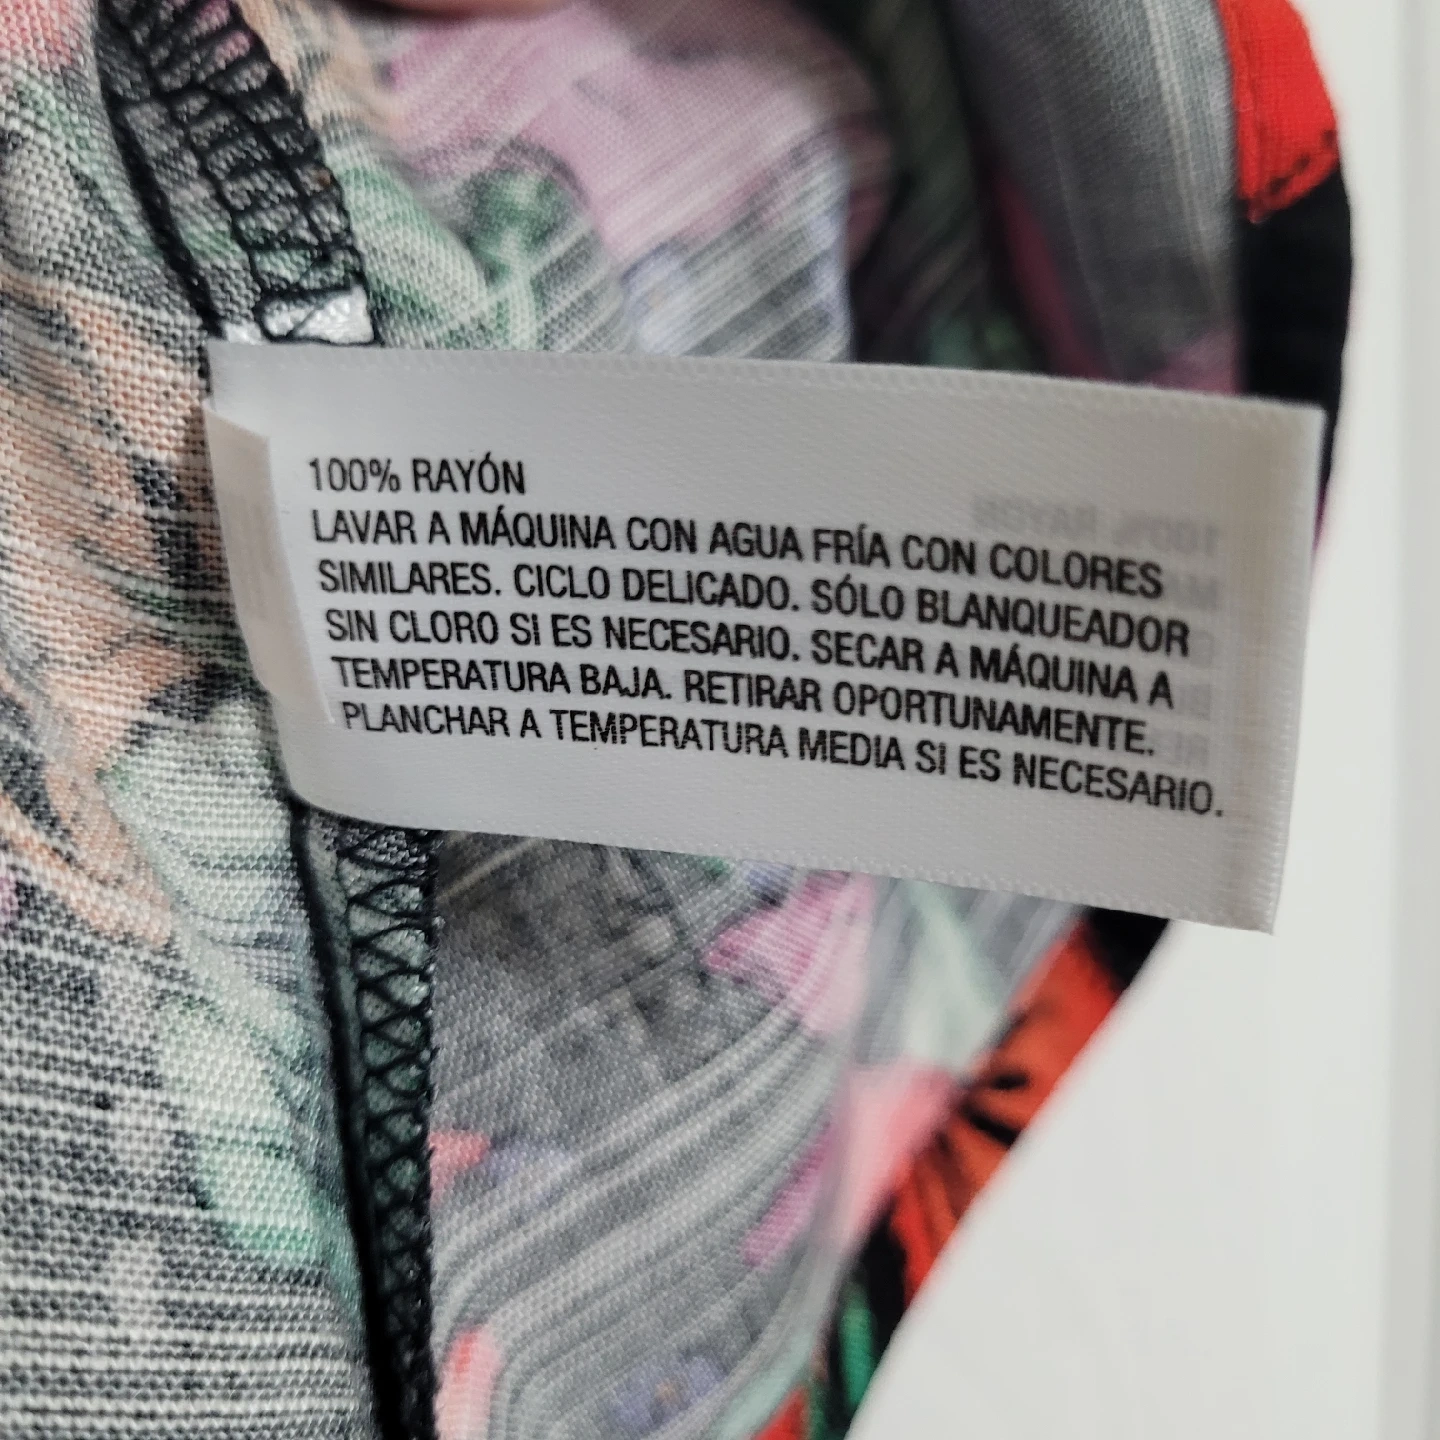 100% RAYÓN
LAVAR A MÁQUINA CON AGUA FRÍA CON COLORES
SIMILARES. CICLO DELICADO. SÓLO BLANQUEADOR
SIN CLORO SI ES NECESARIO. SECAR A MÁQUINA A
TEMPERATURA BAJA. RETIRAR OPORTUNAMENTE.
PLANCHAR A TEMPERATURA MEDIA SI ES NECESARIO.